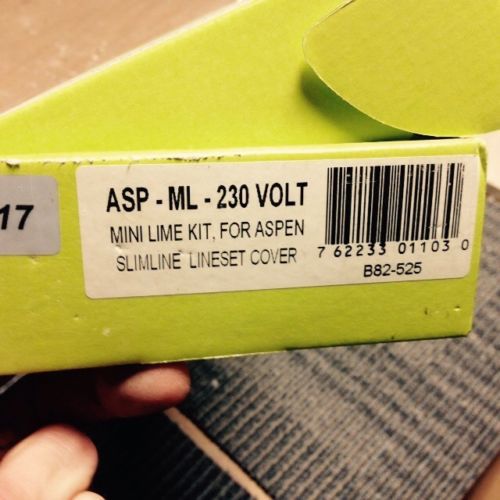 17
ASP - ML - 230 VOLT
MINI LIME KIT, FOR ASPEN
SLIMLINE LINESET COVER
7 62233 01103 0
B82-525